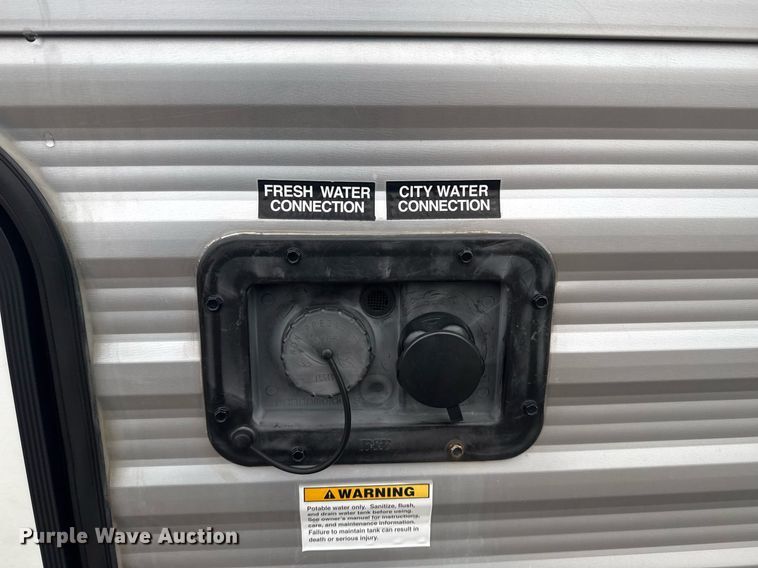 FRESH WATER
CONNECTION
CITY WATER
CONNECTION
WARNING
Potable water only. Sanitize, flush,
and drain water tank before using.
See owner's manual for instructions,
care, and maintenance information.
Failure to maintain tank can result in
death or serious injury.
Purple Wave Auction